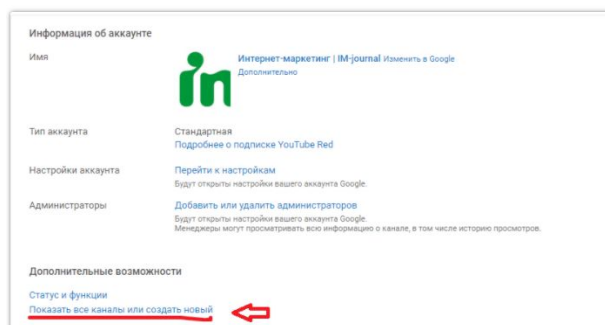 Информация об аккаунте
Имя
in
Интернет-маркетинг | IM-journal Изменить в Google
Дополнительно
Тип аккаунта
Стандартная
Подробнее о подписке YouTube Red
Настройки аккаунта
Перейти к настройкам
Будут открыты настройки вашего аккаунта Google.
Администраторы
Добавить или удалить администраторов
Будут открыты настройки вашего аккаунта Google.
Менеджеры могут просматривать всю информацию о канале, в том числе историю просмотров.
Дополнительные возможности
Статус и функции
Показать все каналы или создать новый